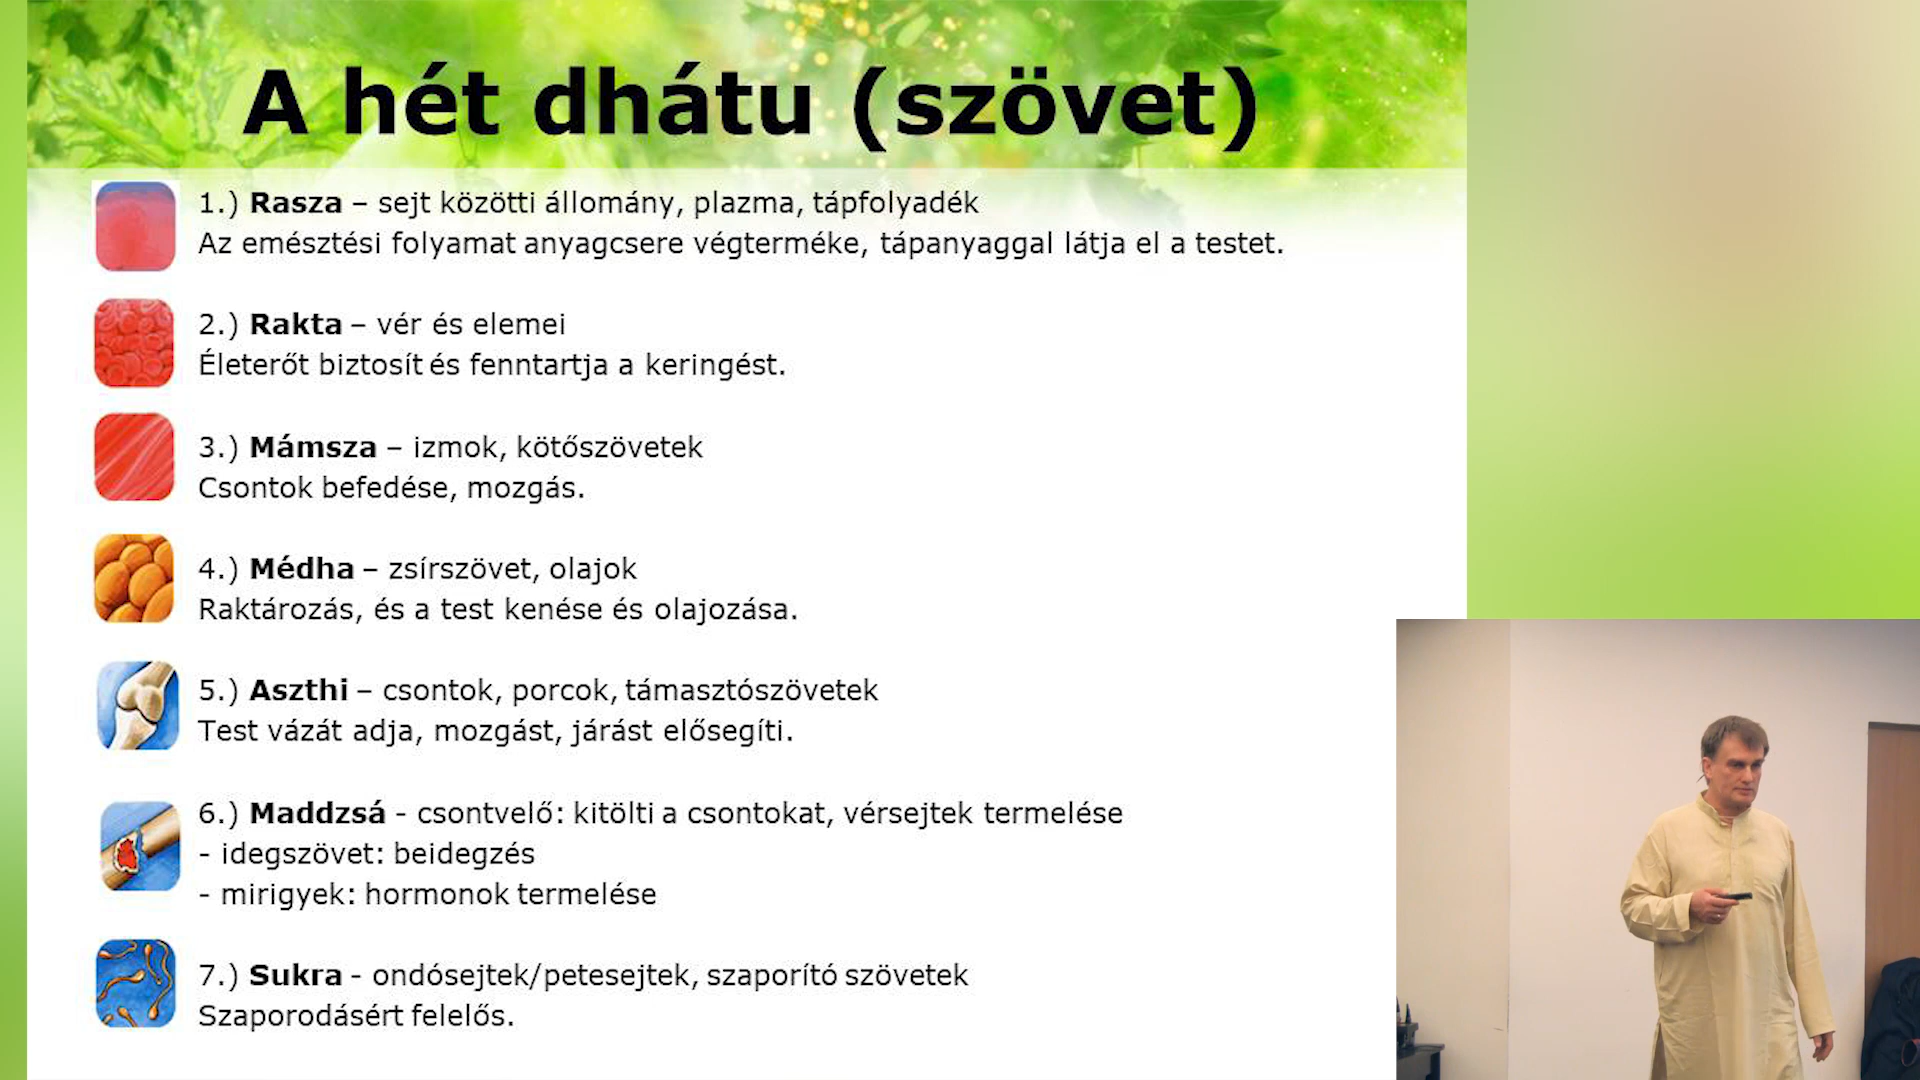 A hét dhátu (szövet)
1.) Rasza – sejt közötti állomány, plazma, tápfolyadék
Az emésztési folyamat anyagcsere végterméke, tápanyaggal látja el a testet.
2.) Rakta – vér és elemei
Életerőt biztosít és fenntartja a keringést.
3.) Mámsza – izmok, kötőszövetek
Csontok befedése, mozgás.
4.) Médha – zsírszövet, olajok
Raktározás, és a test kenése és olajozása.
5.) Aszthi – csontok, porcok, támasztószövetek
Test vázát adja, mozgást, járást elősegíti.
6.) Maddzsá - csontvelő: kitölti a csontokat, vérsejtek termelése
- idegszövet: beidegzés
- mirigyek: hormonok termelése
7.) Sukra - ondósejtek/petesejtek, szaporító szövetek
Szaporodásért felelős.